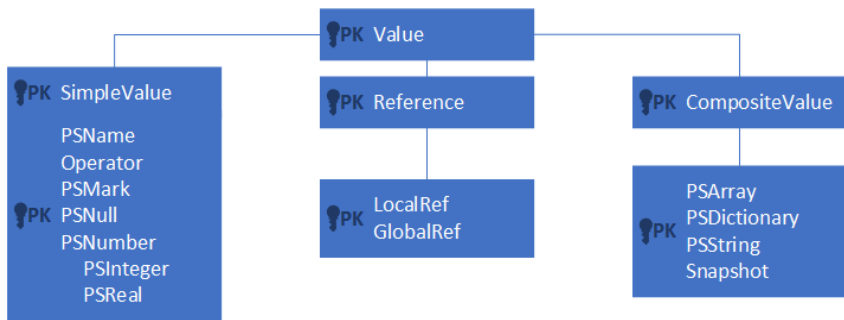 PK Value
PK SimpleValue
PSName
Operator
PSMark
PK PSNull
PSNumber
PSInteger
PSReal
PK Reference
PK LocalRef
GlobalRef
PK CompositeValue
PSArray
PK PSDictionary
PSString
Snapshot